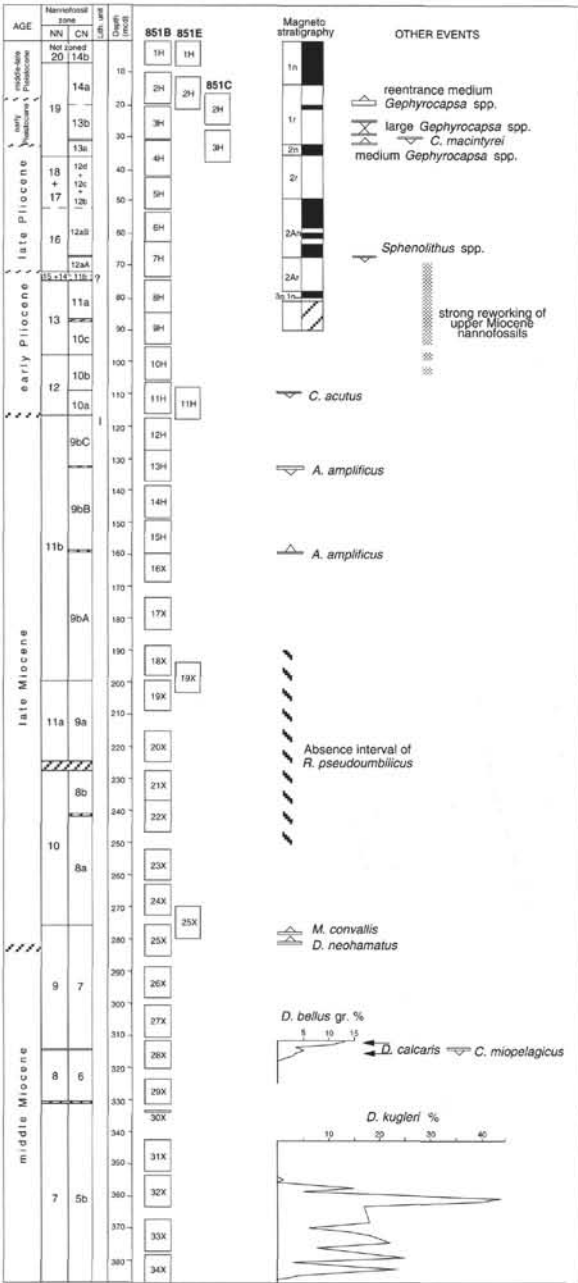 AGE
Nannofossil
zone
NN
CN
Lith. unit
Depth
(mcd)
851B
851E
851C
Magneto
stratigraphy
OTHER EVENTS
middle-late
Pleistocene
early
Pleistocene
late Pliocene
early Pliocene
late Miocene
middle Miocene
Not zoned
20
19
18
+
17
16
15 +14
13
12
11b
11a
10
9
8
7
14b
14a
13b
13a
12d
+
12c
+
12b
12aB
12aA
11b
11a
10c
10b
10a
9bC
9bB
9bA
9a
8b
8a
7
6
5b
?
I
10
20
30
40
50
60
70
80
90
100
110
120
130
140
150
160
170
180
190
200
210
220
230
240
250
260
270
280
290
300
310
320
330
340
350
360
370
380
1H
2H
3H
4H
5H
6H
7H
8H
9H
10H
11H
12H
13H
14H
15H
16X
17X
18X
19X
20X
21X
22X
23X
24X
25X
26X
27X
28X
29X
30X
31X
32X
33X
34X
1H
2H
11H
19X
25X
2H
3H
1n
1r
2n
2r
2An
2Ar
3n.1n
reentrance medium
Gephyrocapsa spp.
large Gephyrocapsa spp.
C. macintyrei
medium Gephyrocapsa spp.
Sphenolithus spp.
strong reworking of
upper Miocene
nannofossils
C. acutus
A. amplificus
A. amplificus
Absence interval of
R. pseudoumbilicus
M. convallis
D. neohamatus
D. bellus gr. %
5 10 15
D. calcaris
C. miopelagicus
D. kugleri %
10 20 30 40